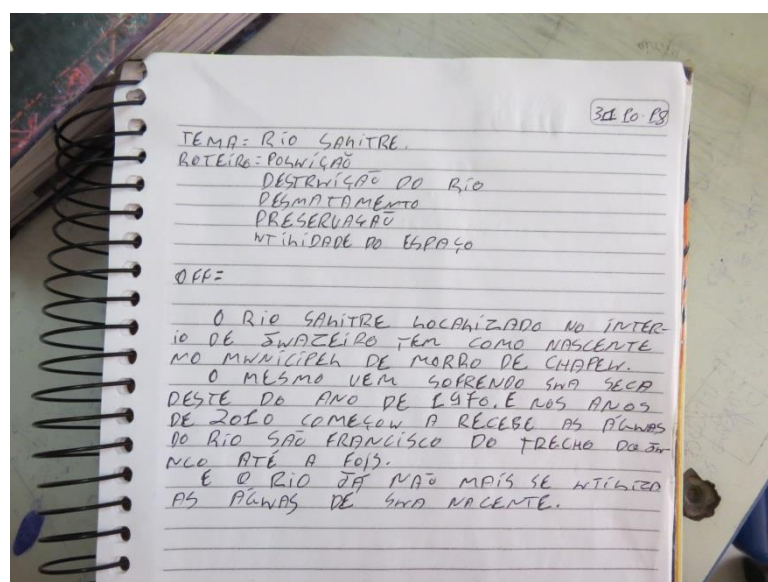 31.10.18
TEMA: RIO SALITRE.
ROTEIRO: POLUIÇÃO
DESTRUIÇÃO DO RIO
DESMATAMENTO
PRESERVAÇÃO
UTILIDADE DO ESPAÇO
OFF=
O RIO SALITRE LOCALIZADO NO INTER-
IO DE JUAZEIRO TEM COMO NASCENTE
NO MUNICIPEL DE MORRO DE CHAPEU.
O MESMO VEM SOFRENDO SUA SECA
DESTE DO ANO DE 1970. E NOS ANOS
DE 2010 COMEÇOU A RECEBE AS ÁGUAS
DO RIO SÃO FRANCISCO DO TRECHO DO JU-
NCO ATÉ A FOIS.
E O RIO JÁ NÃO MAIS SE UTILIZA
AS ÁGUAS DE SUA NACENTE.